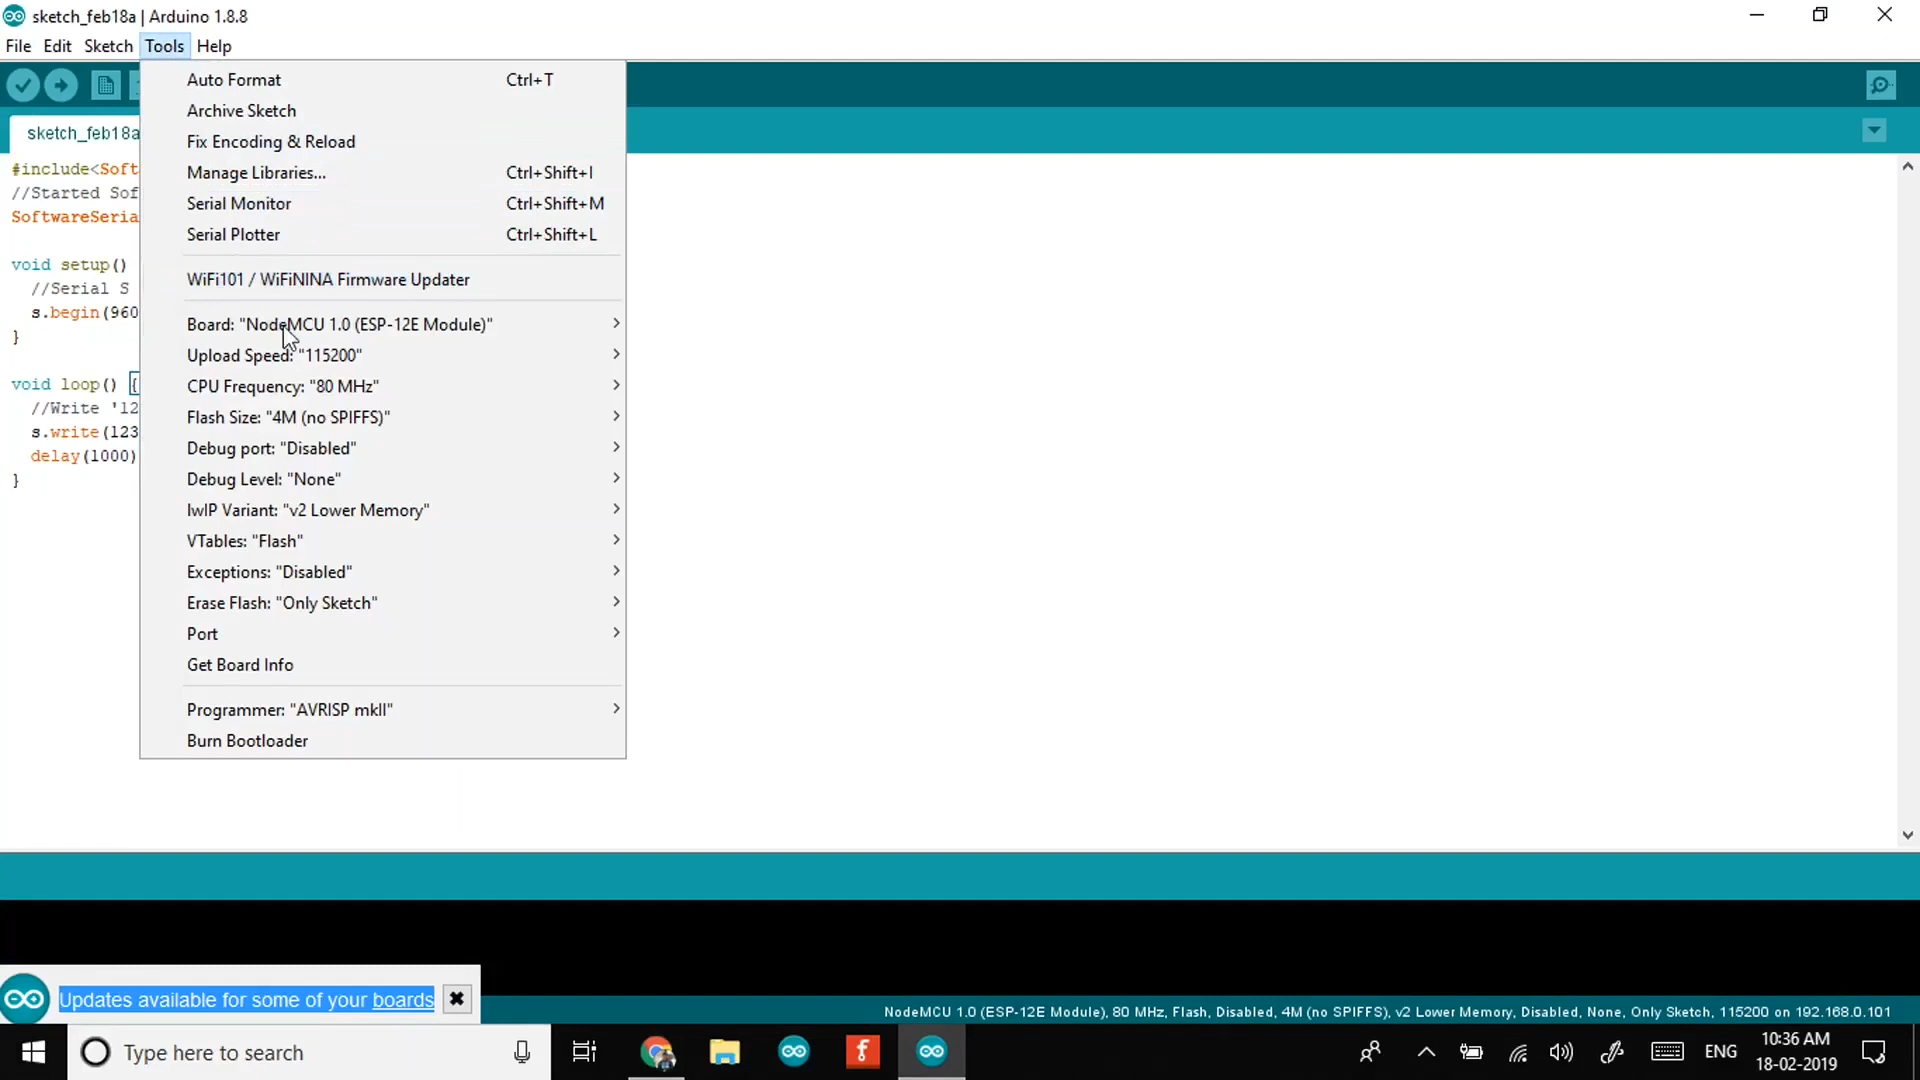 sketch_feb18a | Arduino 1.8.8
File Edit Sketch Tools Help
Auto Format Ctrl+T
Archive Sketch
Fix Encoding & Reload
Manage Libraries... Ctrl+Shift+I
Serial Monitor Ctrl+Shift+M
Serial Plotter Ctrl+Shift+L
WiFi101 / WiFiNINA Firmware Updater
Board: "NodeMCU 1.0 (ESP-12E Module)"
Upload Speed: "115200"
CPU Frequency: "80 MHz"
Flash Size: "4M (no SPIFFS)"
Debug port: "Disabled"
Debug Level: "None"
lwIP Variant: "v2 Lower Memory"
VTables: "Flash"
Exceptions: "Disabled"
Erase Flash: "Only Sketch"
Port
Get Board Info
Programmer: "AVRISP mkII"
Burn Bootloader
sketch_feb18a
#include<Soft
//Started Sof
SoftwareSeria
void setup()
//Serial S
s.begin(960
}
void loop() {
//Write '12
s.write(123
delay(1000)
}
Updates available for some of your boards
NodeMCU 1.0 (ESP-12E Module), 80 MHz, Flash, Disabled, 4M (no SPIFFS), v2 Lower Memory, Disabled, None, Only Sketch, 115200 on 192.168.0.101
Type here to search
ENG
10:36 AM
18-02-2019